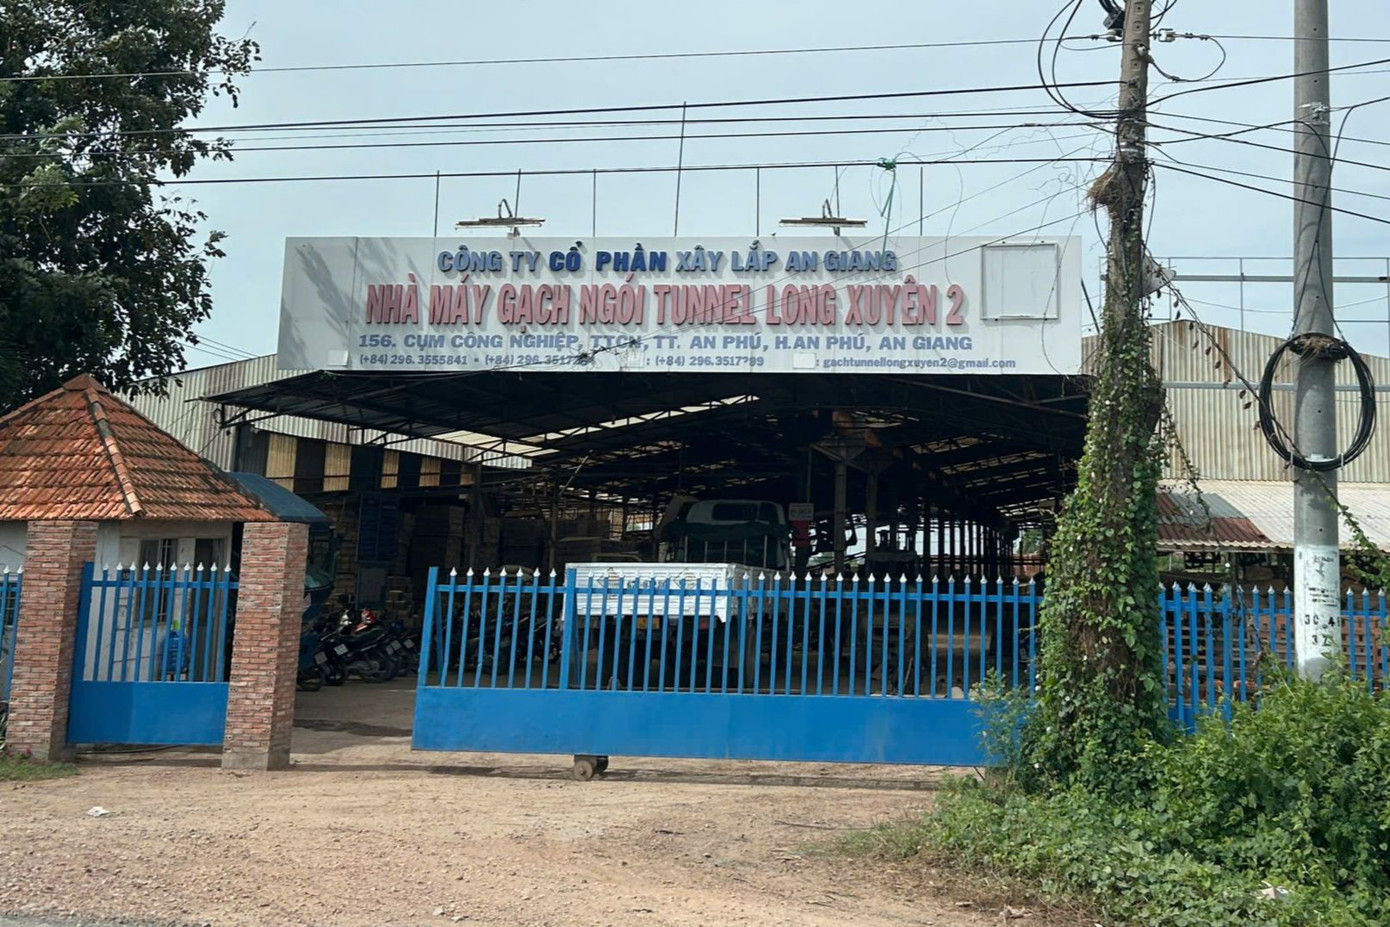 CÔNG TY CỔ PHẦN XÂY LẮP AN GIANG
NHÀ MÁY GẠCH NGÓI TUNNEL LONG XUYÊN 2
156. CỤM CÔNG NGHIỆP, TTCN, TT. AN PHÚ, H.AN PHÚ, AN GIANG
(+84) 296.3555841 • (+84) 296. : (+84) 296.3517799 : gachtunnellongxuyen2@gmail.com